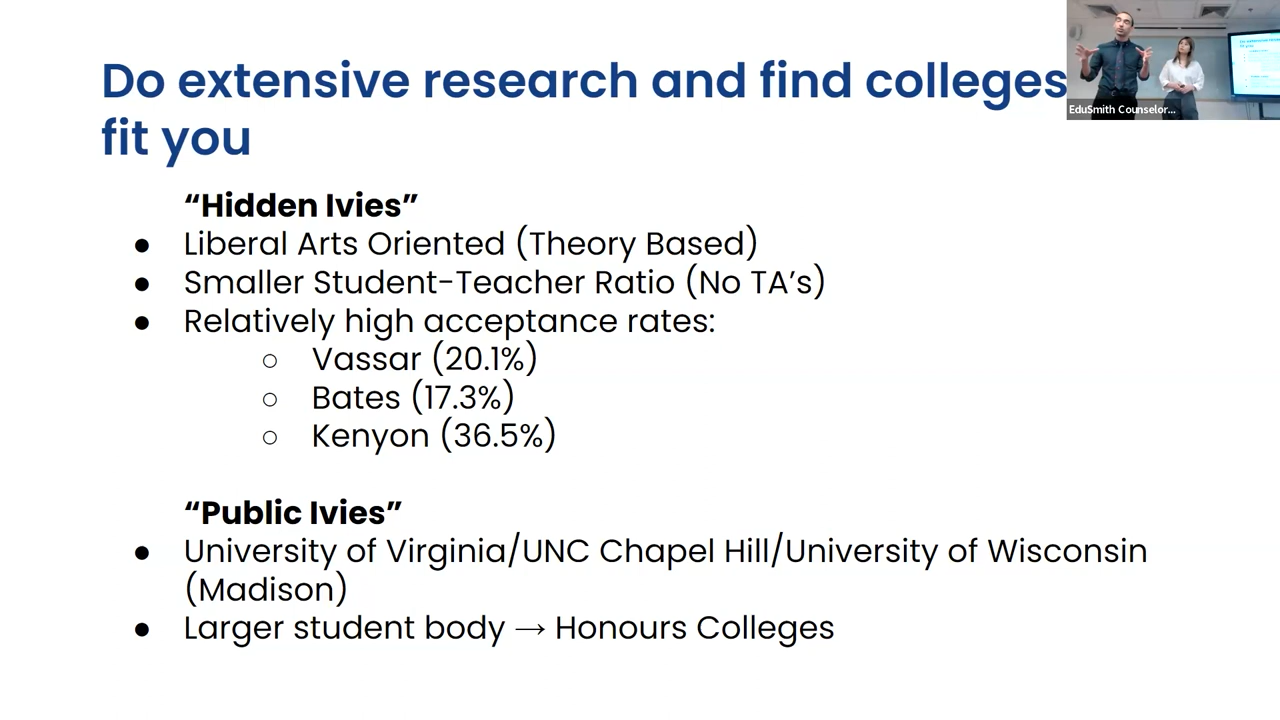 Do extensive research and find colleges
fit you
EduSmith Counselor...
“Hidden Ivies”
● Liberal Arts Oriented (Theory Based)
● Smaller Student-Teacher Ratio (No TA’s)
● Relatively high acceptance rates:
○ Vassar (20.1%)
○ Bates (17.3%)
○ Kenyon (36.5%)
“Public Ivies”
● University of Virginia/UNC Chapel Hill/University of Wisconsin
(Madison)
● Larger student body → Honours Colleges